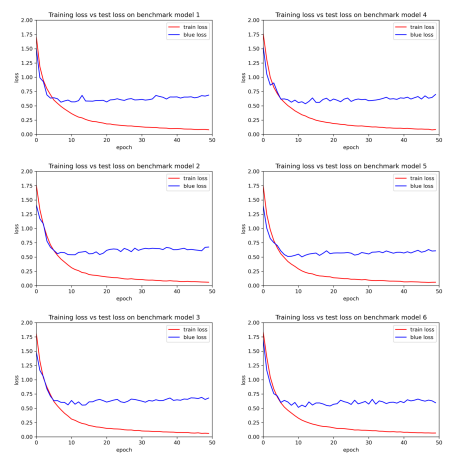 Training loss vs test loss on benchmark model 1
2.00
1.75
1.50
1.25
1.00
0.75
0.50
0.25
0.00
loss
train loss
blue loss
0 10 20 30 40 50
epoch
Training loss vs test loss on benchmark model 4
2.00
1.75
1.50
1.25
1.00
0.75
0.50
0.25
0.00
loss
train loss
blue loss
0 10 20 30 40 50
epoch
Training loss vs test loss on benchmark model 2
2.00
1.75
1.50
1.25
1.00
0.75
0.50
0.25
0.00
loss
train loss
blue loss
0 10 20 30 40 50
epoch
Training loss vs test loss on benchmark model 5
2.00
1.75
1.50
1.25
1.00
0.75
0.50
0.25
0.00
loss
train loss
blue loss
0 10 20 30 40 50
epoch
Training loss vs test loss on benchmark model 3
2.00
1.75
1.50
1.25
1.00
0.75
0.50
0.25
0.00
loss
train loss
blue loss
0 10 20 30 40 50
epoch
Training loss vs test loss on benchmark model 6
2.00
1.75
1.50
1.25
1.00
0.75
0.50
0.25
0.00
loss
train loss
blue loss
0 10 20 30 40 50
epoch